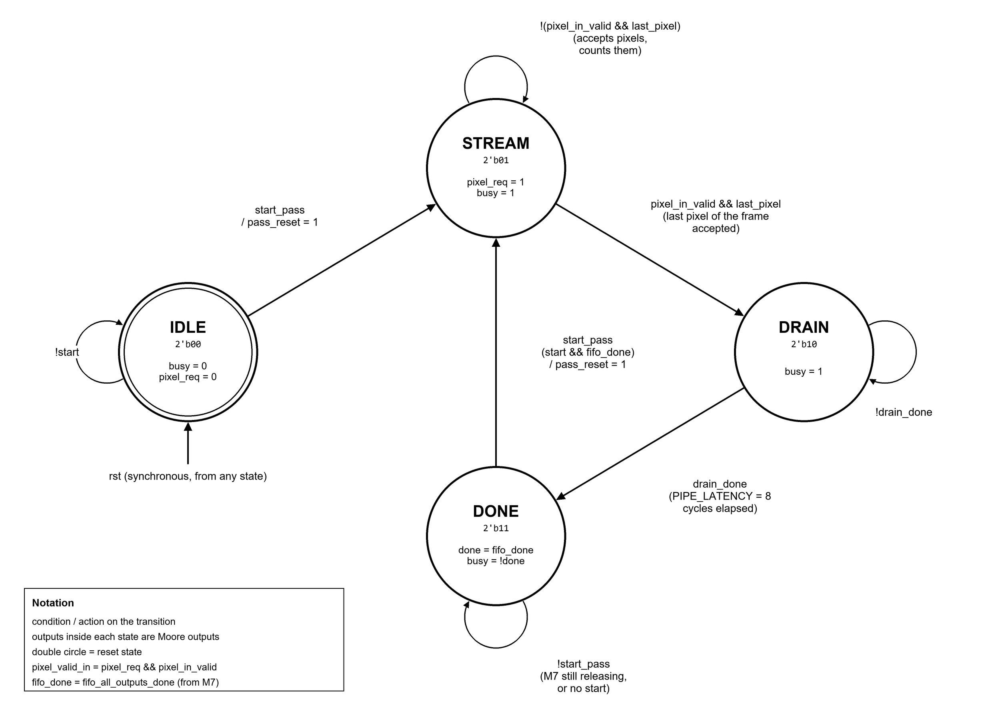 !(pixel_in_valid && last_pixel)
(accepts pixels,
counts them)
STREAM
2'b01
pixel_req = 1
busy = 1
start_pass
/ pass_reset = 1
pixel_in_valid && last_pixel
(last pixel of the frame
accepted)
IDLE
2'b00
busy = 0
pixel_req = 0
!start
start_pass
(start && fifo_done)
/ pass_reset = 1
DRAIN
2'b10
busy = 1
!drain_done
rst (synchronous, from any state)
drain_done
(PIPE_LATENCY = 8
cycles elapsed)
DONE
2'b11
done = fifo_done
busy = !done
!start_pass
(M7 still releasing,
or no start)
Notation
condition / action on the transition
outputs inside each state are Moore outputs
double circle = reset state
pixel_valid_in = pixel_req && pixel_in_valid
fifo_done = fifo_all_outputs_done (from M7)